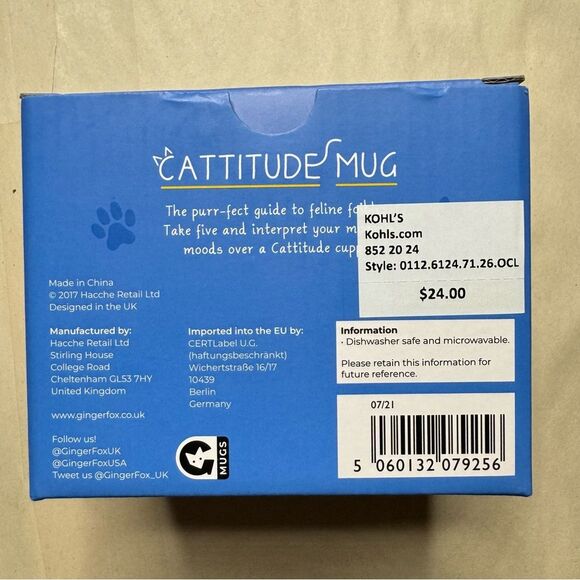 CATTITUDE MUG
The purr-fect guide to feline
Take five and interpret your
moods over a Cattitude
KOHL'S
Kohls.com
852 20 24
Style: 0112.6124.71.26.OCL
$24.00
Made in China
© 2017 Hacche Retail Ltd
Designed in the UK
Manufactured by:
Hacche Retail Ltd
Stirling House
College Road
Cheltenham GL53 7HY
United Kingdom
www.gingerfox.co.uk
Follow us!
@GingerFoxUK
@GingerFoxUSA
Tweet us @GingerFox_UK
Imported into the EU by:
CERTLabel U.G.
(haftungsbeschränkt)
Wichertstraße 16/17
10439
Berlin
Germany
MUGS
Information
• Dishwasher safe and microwavable.
Please retain this information for
future reference.
07/21
5 060132 079256